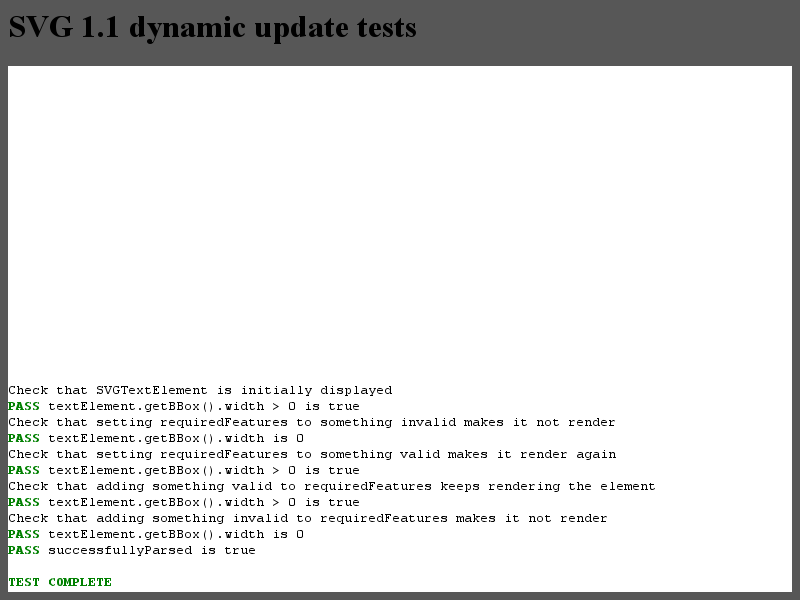 SVG 1.1 dynamic update tests
Check that SVGTextElement is initially displayed
PASS textElement.getBBox().width > 0 is true
Check that setting requiredFeatures to something invalid makes it not render
PASS textElement.getBBox().width is 0
Check that setting requiredFeatures to something valid makes it render again
PASS textElement.getBBox().width > 0 is true
Check that adding something valid to requiredFeatures keeps rendering the element
PASS textElement.getBBox().width > 0 is true
Check that adding something invalid to requiredFeatures makes it not render
PASS textElement.getBBox().width is 0
PASS successfullyParsed is true
TEST COMPLETE